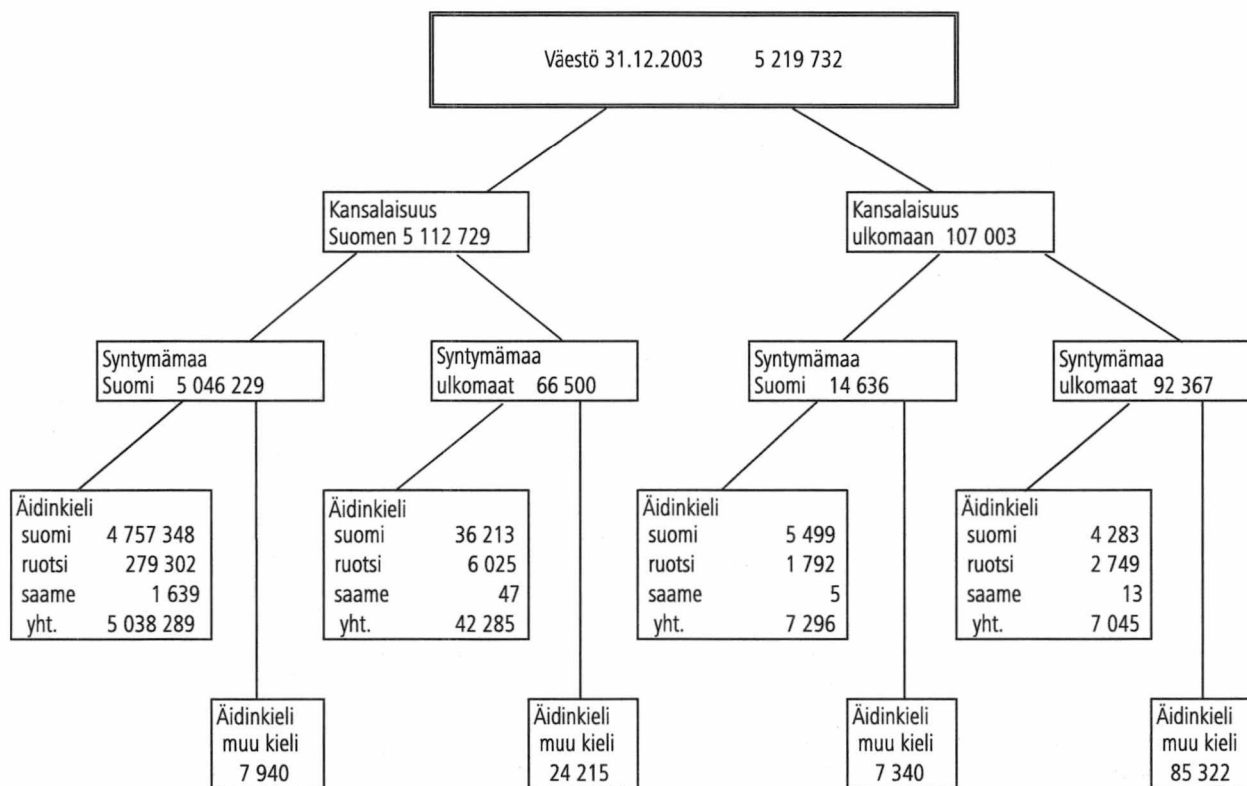 Väestö 31.12.2003 5 219 732
Kansalaisuus
Suomen 5 112 729
Kansalaisuus
ulkomaan 107 003
Syntymämaa
Suomi 5 046 229
Syntymämaa
ulkomaat 66 500
Syntymämaa
Suomi 14 636
Syntymämaa
ulkomaat 92 367
Äidinkieli
suomi 4 757 348
ruotsi 279 302
saame 1 639
yht. 5 038 289
Äidinkieli
suomi 36 213
ruotsi 6 025
saame 47
yht. 42 285
Äidinkieli
suomi 5 499
ruotsi 1 792
saame 5
yht. 7 296
Äidinkieli
suomi 4 283
ruotsi 2 749
saame 13
yht. 7 045
Äidinkieli
muu kieli
7 940
Äidinkieli
muu kieli
24 215
Äidinkieli
muu kieli
7 340
Äidinkieli
muu kieli
85 322